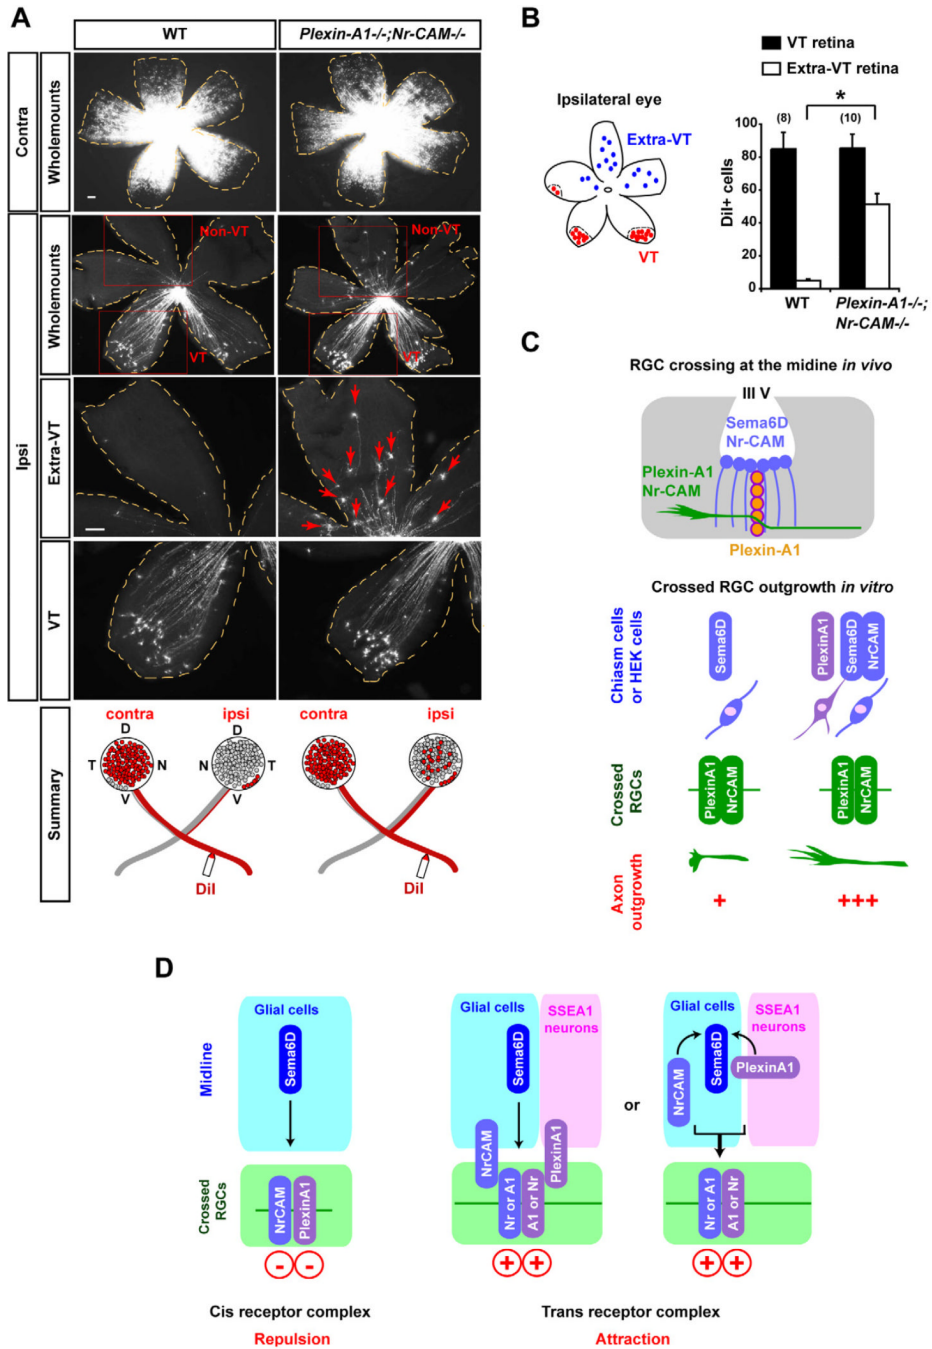 A
WT
Plexin-A1-/-;Nr-CAM-/-
Contra
Wholemounts
Ipsi
Wholemounts
Non-VT
Non-VT
VT
VT
Extra-VT
VT
Summary
contra
ipsi
contra
ipsi
D
D
T
N
N
T
V
V
DiI
DiI
B
VT retina
Extra-VT retina
Ipsilateral eye
Extra-VT
VT
(8)
(10)
*
DiI+ cells
100
80
60
40
20
0
WT
Plexin-A1-/-;
Nr-CAM-/-
C
RGC crossing at the midine in vivo
III V
Sema6D
Nr-CAM
Plexin-A1
Nr-CAM
Plexin-A1
Crossed RGC outgrowth in vitro
Chiasm cells
or HEK cells
Sema6D
PlexinA1
Sema6D
NrCAM
Crossed
RGCs
PlexinA1
NrCAM
PlexinA1
NrCAM
Axon
outgrowth
+
+++
D
Midline
Glial cells
Sema6D
Glial cells
SSEA1
neurons
Sema6D
NrCAM
PlexinA1
or
Glial cells
SSEA1
neurons
Sema6D
NrCAM
PlexinA1
Crossed
RGCs
NrCAM
PlexinA1
Nr or A1
A1 or Nr
Nr or A1
A1 or Nr
- -
+ +
+ +
Cis receptor complex
Trans receptor complex
Repulsion
Attraction